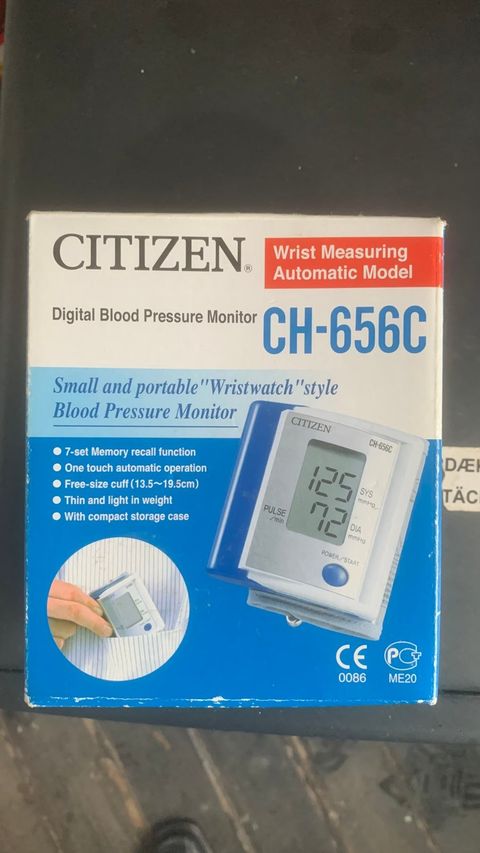 CITIZEN®
Wrist Measuring
Automatic Model
Digital Blood Pressure Monitor CH-656C
Small and portable "Wristwatch" style
Blood Pressure Monitor
● 7-set Memory recall function
● One touch automatic operation
● Free-size cuff (13.5~19.5cm)
● Thin and light in weight
● With compact storage case
CITIZEN
CH-656C
125
SYS
mmHg
PULSE
/min
72
DIA
mmHg
POWER/START
CE
0086
ME20
DÆK
TÄC